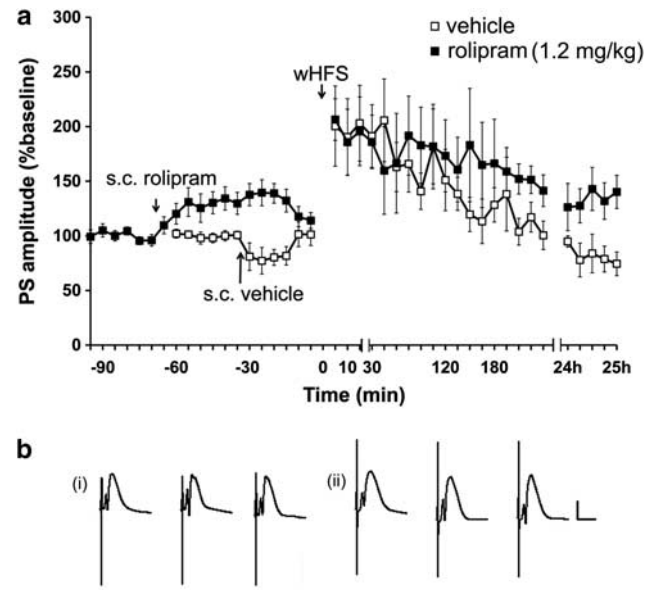 a
300
250
200
150
100
50
0
PS amplitude (%baseline)
vehicle
rolipram (1.2 mg/kg)
wHFS
s.c. rolipram
s.c. vehicle
-90 -60 -30 0 10 30 120 180 24h 25h
Time (min)
b
(i) (ii)